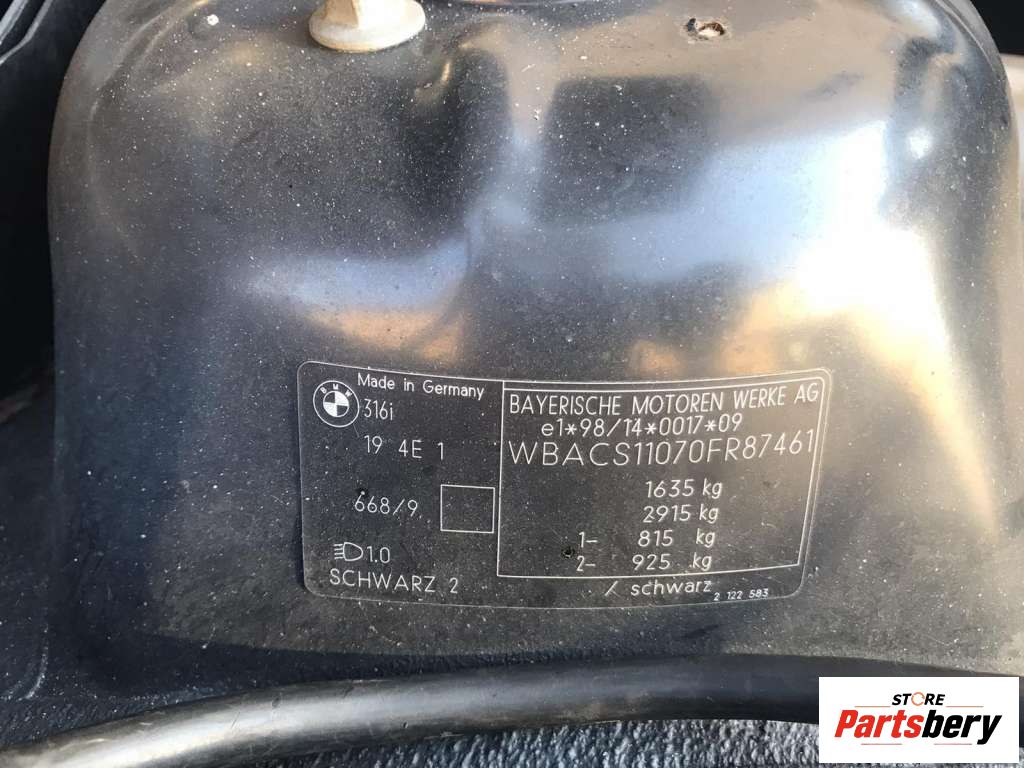 BMW
Made in Germany
316i
19 4E 1
668/9
1.0
SCHWARZ 2
BAYERISCHE MOTOREN WERKE AG
e1*98/14*0017*09
WBACS11070FR87461
1635 kg
2915 kg
1- 815 kg
2- 925 kg
/ schwarz
2 122 583
STORE
Partsbery